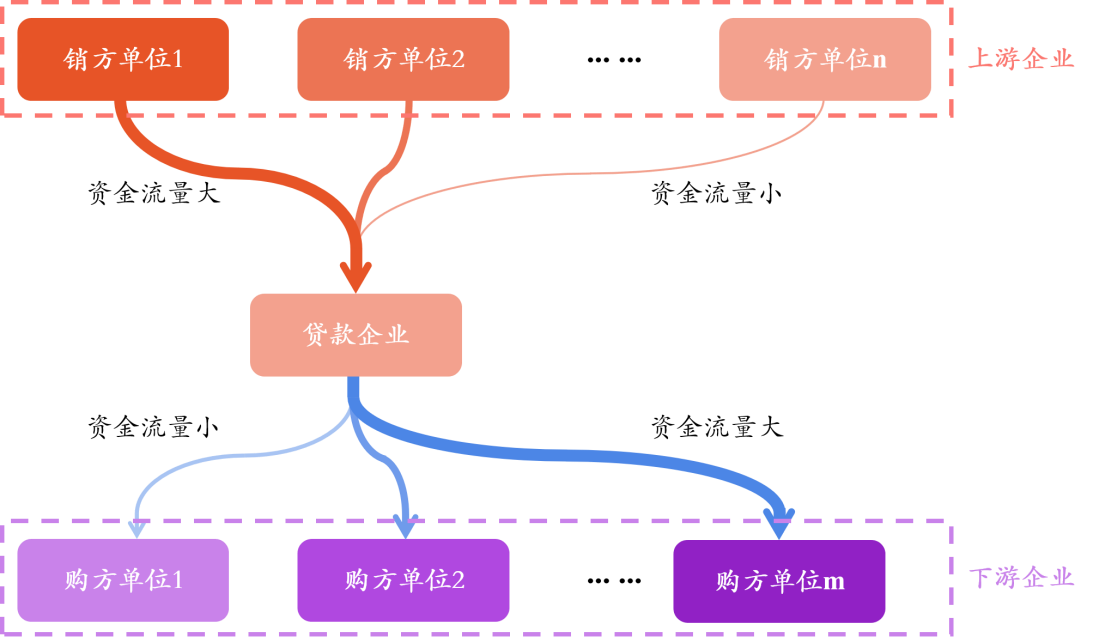 销方单位1
销方单位2
... ...
销方单位n
上游企业
资金流量大
资金流量小
贷款企业
资金流量小
资金流量大
购方单位1
购方单位2
... ...
购方单位m
下游企业